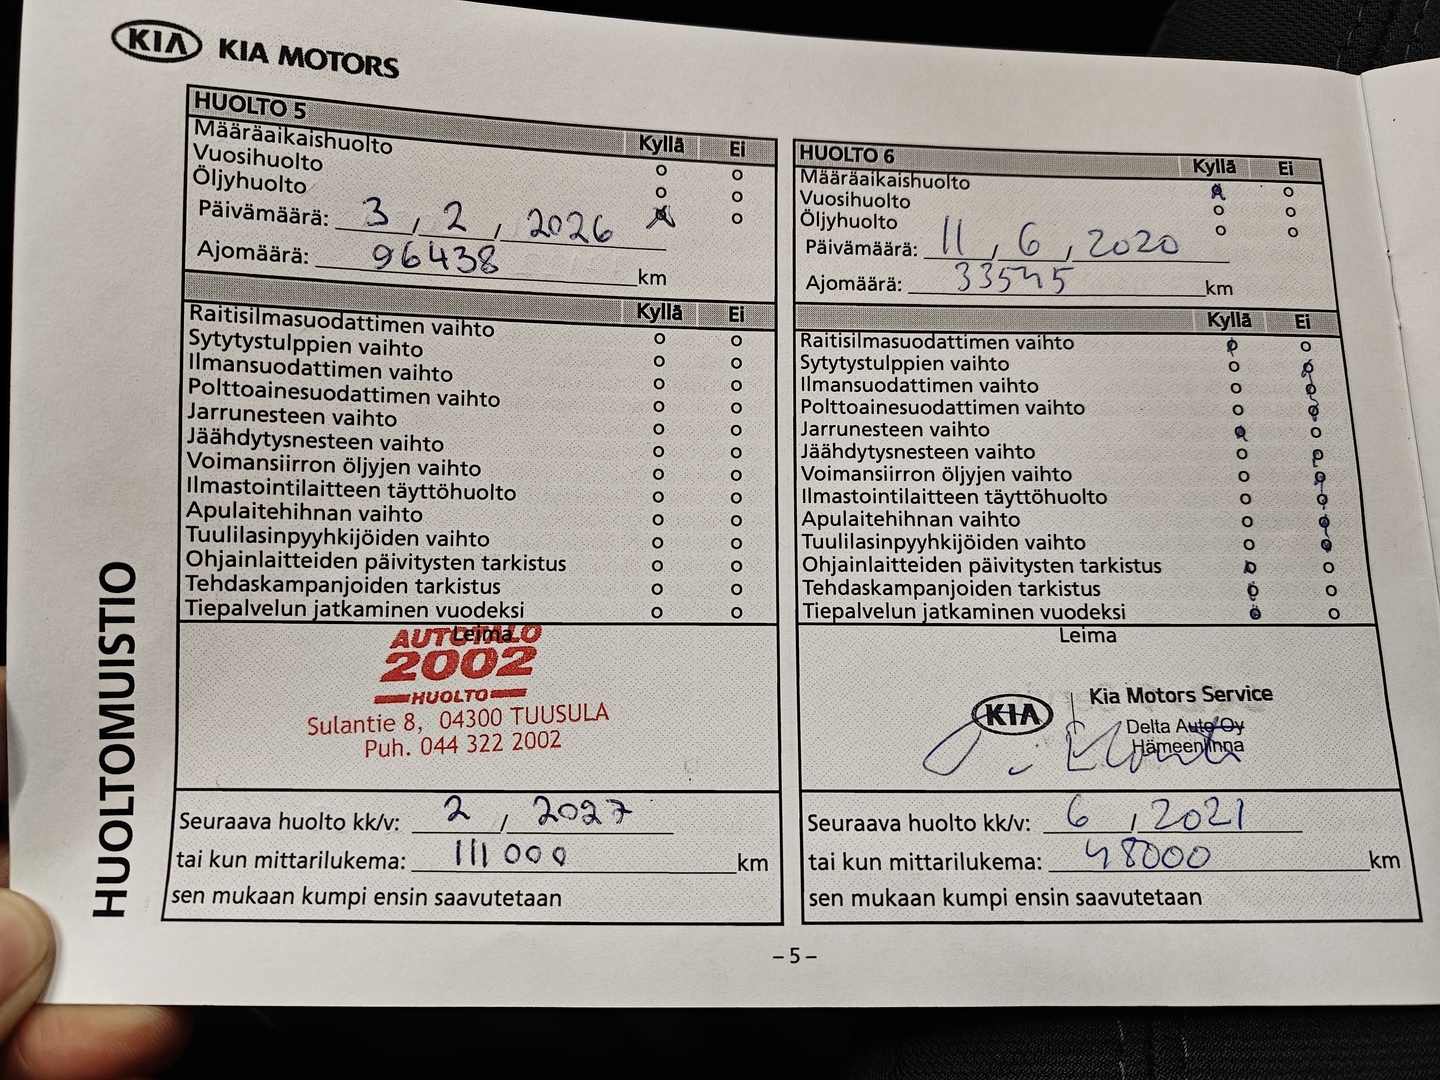 KIA KIA MOTORS
HUOLTOMUISTIO
HUOLTO 5
Kyllä Ei
Määräaikaishuolto
Vuosihuolto
Öljyhuolto
Päivämäärä: 3 , 2 , 2026
Ajomäärä: 96438 km
Kyllä Ei
Raitisilmasuodattimen vaihto
Sytytystulppien vaihto
Ilmansuodattimen vaihto
Polttoainesuodattimen vaihto
Jarrunesteen vaihto
Jäähdytysnesteen vaihto
Voimansiirron öljyjen vaihto
Ilmastointilaitteen täyttöhuolto
Apulaitehihnan vaihto
Tuulilasinpyyhkijöiden vaihto
Ohjainlaitteiden päivitysten tarkistus
Tehdaskampanjoiden tarkistus
Tiepalvelun jatkaminen vuodeksi
Leima
AUTOTALO
2002
HUOLTO
Sulantie 8, 04300 TUUSULA
Puh. 044 322 2002
Seuraava huolto kk/v: 2 , 2027
tai kun mittarilukema: 111 000 km
sen mukaan kumpi ensin saavutetaan
HUOLTO 6
Kyllä Ei
Määräaikaishuolto
Vuosihuolto
Öljyhuolto
Päivämäärä: 11 , 6 , 2020
Ajomäärä: 33545 km
Kyllä Ei
Raitisilmasuodattimen vaihto
Sytytystulppien vaihto
Ilmansuodattimen vaihto
Polttoainesuodattimen vaihto
Jarrunesteen vaihto
Jäähdytysnesteen vaihto
Voimansiirron öljyjen vaihto
Ilmastointilaitteen täyttöhuolto
Apulaitehihnan vaihto
Tuulilasinpyyhkijöiden vaihto
Ohjainlaitteiden päivitysten tarkistus
Tehdaskampanjoiden tarkistus
Tiepalvelun jatkaminen vuodeksi
Leima
KIA Kia Motors Service
Delta Auto Oy
Hämeenlinna
Seuraava huolto kk/v: 6 , 2021
tai kun mittarilukema: 48000 km
sen mukaan kumpi ensin saavutetaan
– 5 –